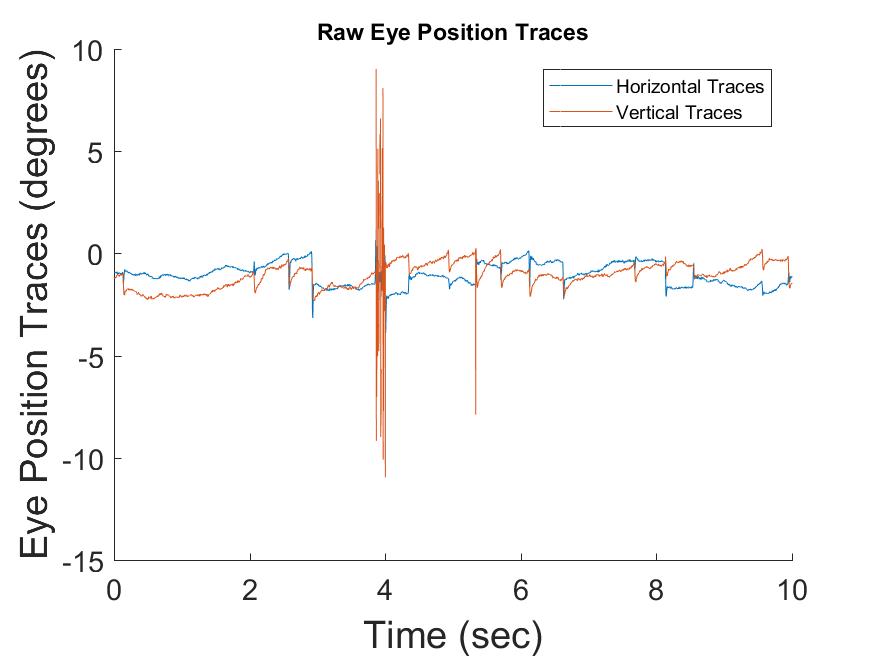 Raw Eye Position Traces
Horizontal Traces
Vertical Traces
Eye Position Traces (degrees)
10
5
0
-5
-10
-15
0 2 4 6 8 10
Time (sec)